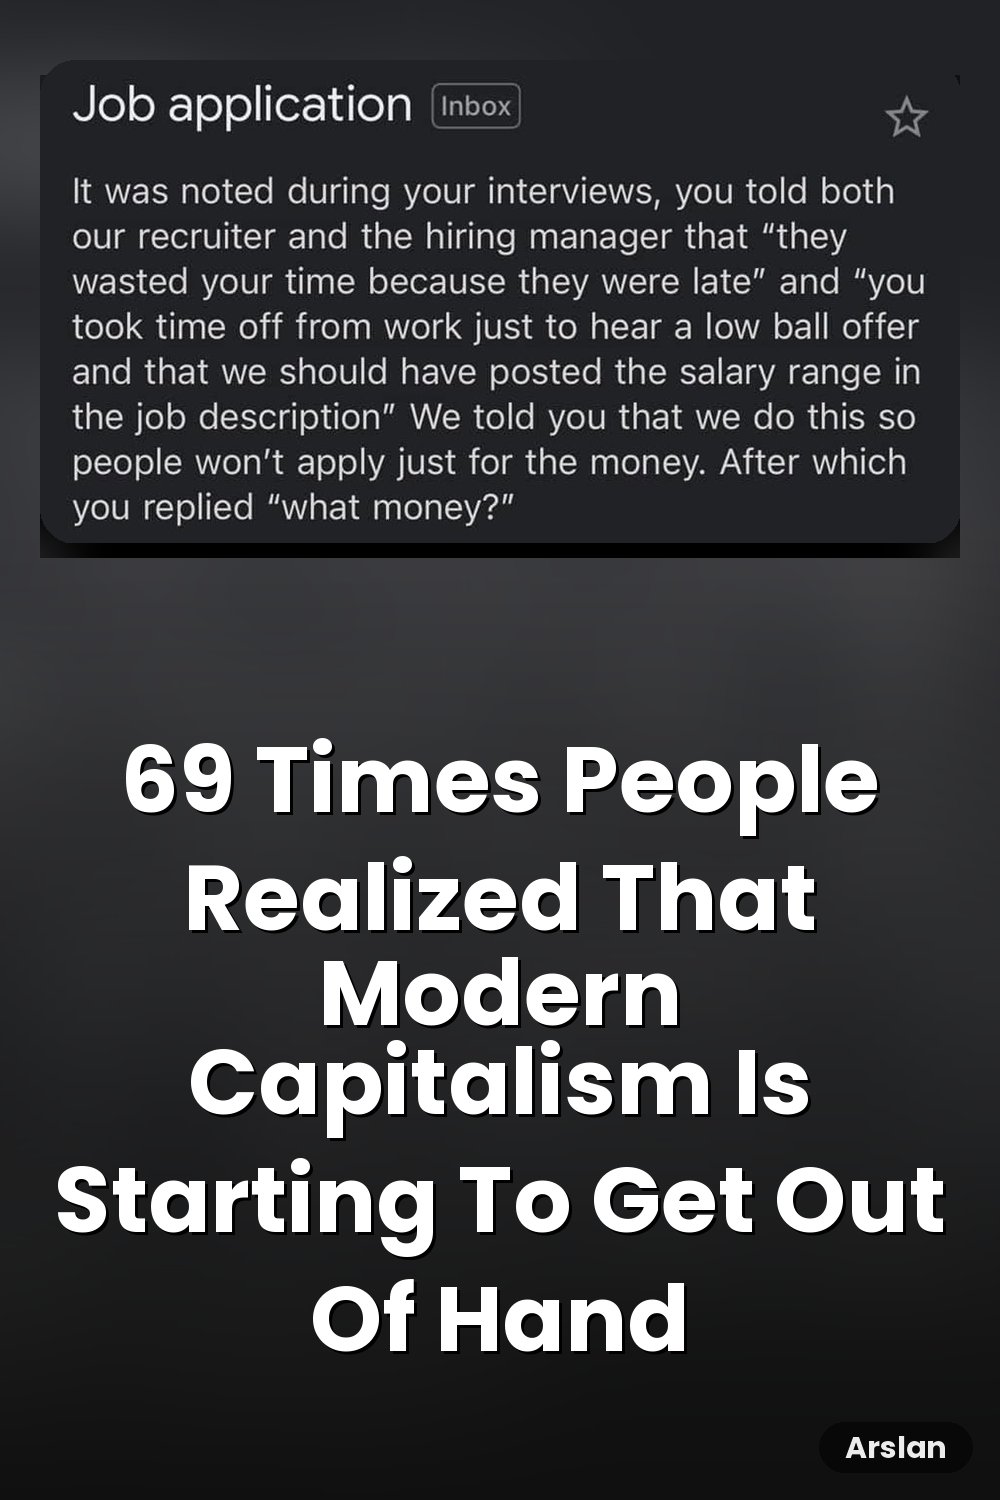 Job application Inbox
It was noted during your interviews, you told both
our recruiter and the hiring manager that “they
wasted your time because they were late” and “you
took time off from work just to hear a low ball offer
and that we should have posted the salary range in
the job description” We told you that we do this so
people won’t apply just for the money. After which
you replied “what money?”
69 Times People
Realized That
Modern
Capitalism Is
Starting To Get Out
Of Hand
Arslan